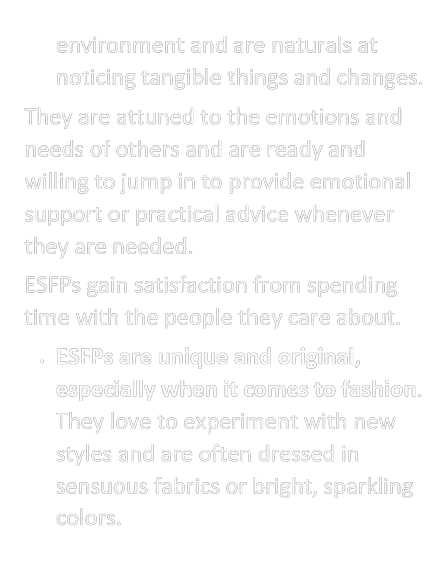 environment and are naturals at
noticing tangible things and changes.
They are attuned to the emotions and
needs of others and are ready and
willing to jump in to provide emotional
support or practical advice whenever
they are needed.
ESFPs gain satisfaction from spending
time with the people they care about.
• ESFPs are unique and original,
especially when it comes to fashion.
They love to experiment with new
styles and are often dressed in
sensuous fabrics or bright, sparkling
colors.